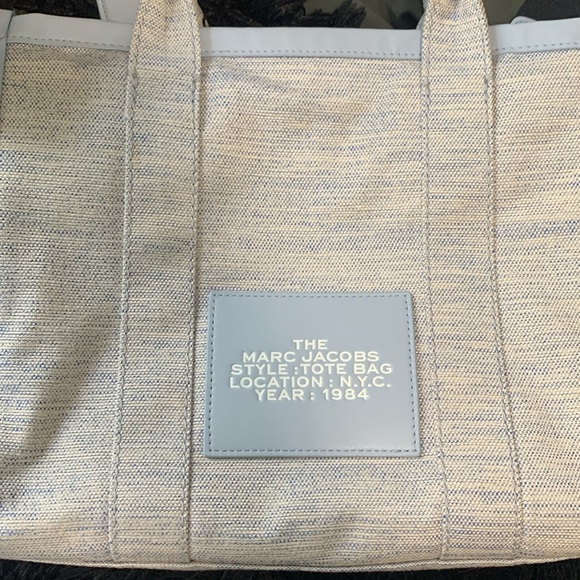 THE
MARC JACOBS
STYLE : TOTE BAG
LOCATION : N.Y.C.
YEAR : 1984